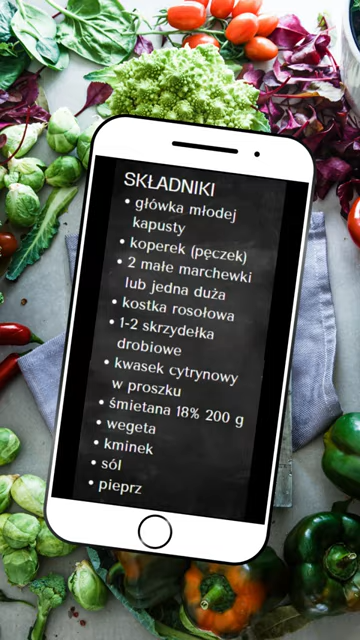 SKŁADNIKI
• główka młodej
kapusty
• koperek (pęczek)
• 2 małe marchewki
lub jedna duża
• kostka rosołowa
• 1-2 skrzydełka
drobiowe
• kwasek cytrynowy
w proszku
• śmietana 18% 200 g
• wegeta
• kminek
• sól
• pieprz